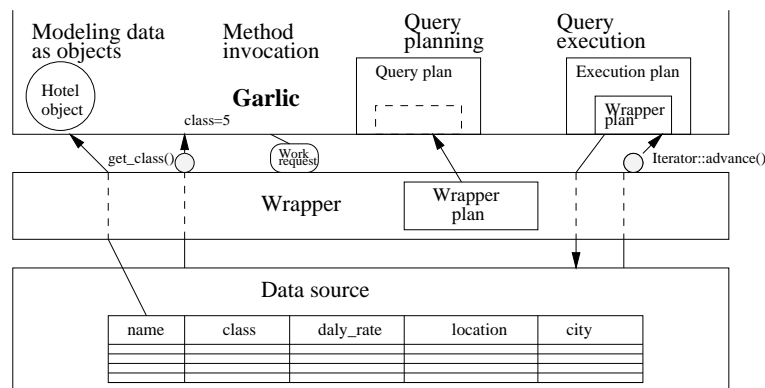 Modeling data
as objects
Method
invocation
Query
planning
Query
execution
Hotel
object
Garlic
class=5
Query plan
Execution plan
Wrapper
plan
get_class()
Work
request
Iterator::advance()
Wrapper
Wrapper
plan
Data source
name class daly_rate location city